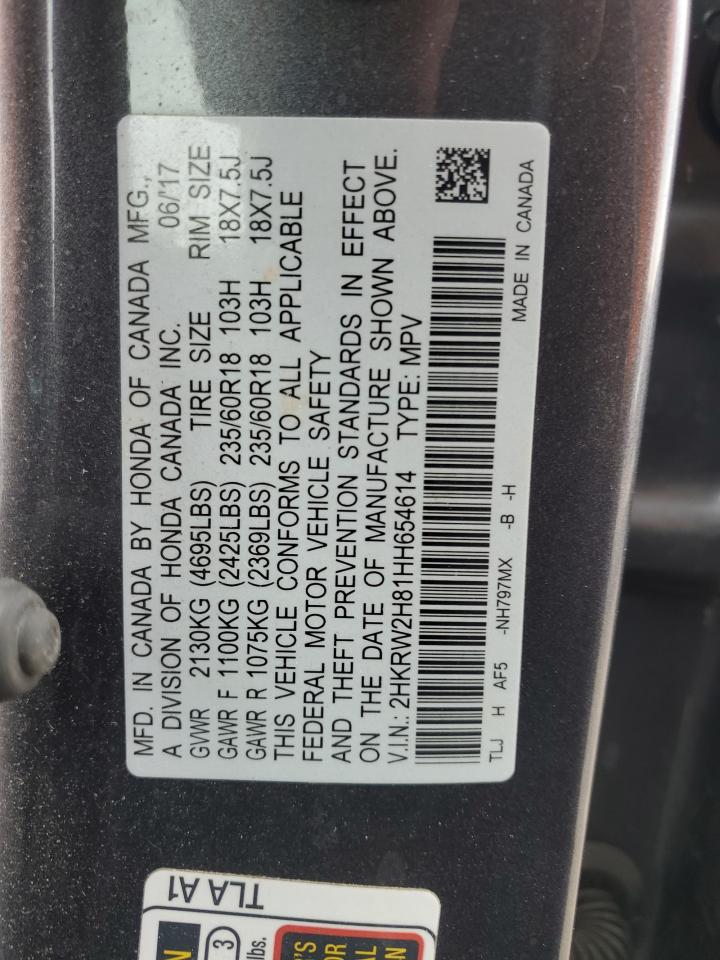 MFD. IN CANADA BY HONDA OF CANADA MFG.,
A DIVISION OF HONDA CANADA INC. 06/'17
GVWR 2130KG (4695LBS) TIRE SIZE RIM SIZE
GAWR F 1100KG (2425LBS) 235/60R18 103H 18X7.5J
GAWR R 1075KG (2369LBS) 235/60R18 103H 18X7.5J
THIS VEHICLE CONFORMS TO ALL APPLICABLE
FEDERAL MOTOR VEHICLE SAFETY
AND THEFT PREVENTION STANDARDS IN EFFECT
ON THE DATE OF MANUFACTURE SHOWN ABOVE.
V.I.N.: 2HKRW2H81HH654614 TYPE: MPV
TLJ H AF5 -NH797MX -B -H MADE IN CANADA
TLA A1
3
lbs.